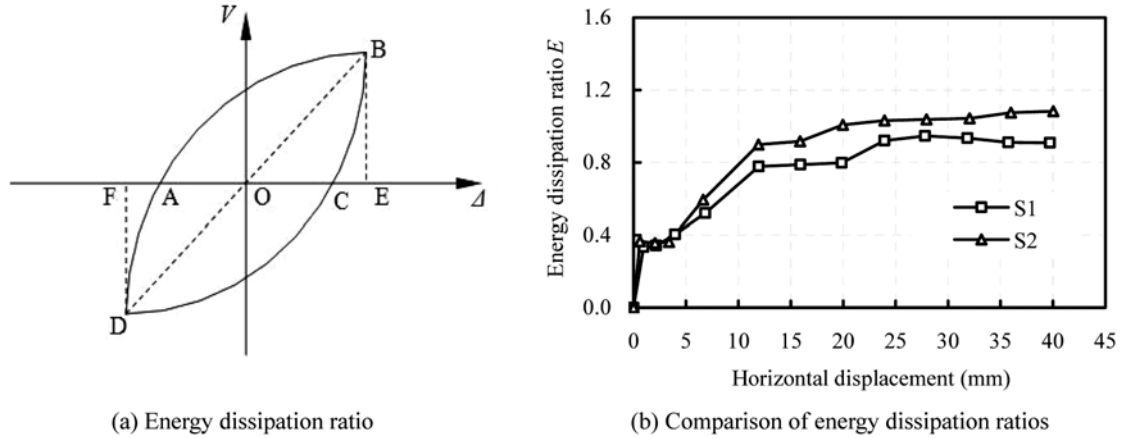 V
B
F
A
O
C
E
Δ
D
(a) Energy dissipation ratio
Energy dissipation ratio E
1.6
1.2
0.8
0.4
0.0
S1
S2
0 5 10 15 20 25 30 35 40 45
Horizontal displacement (mm)
(b) Comparison of energy dissipation ratios